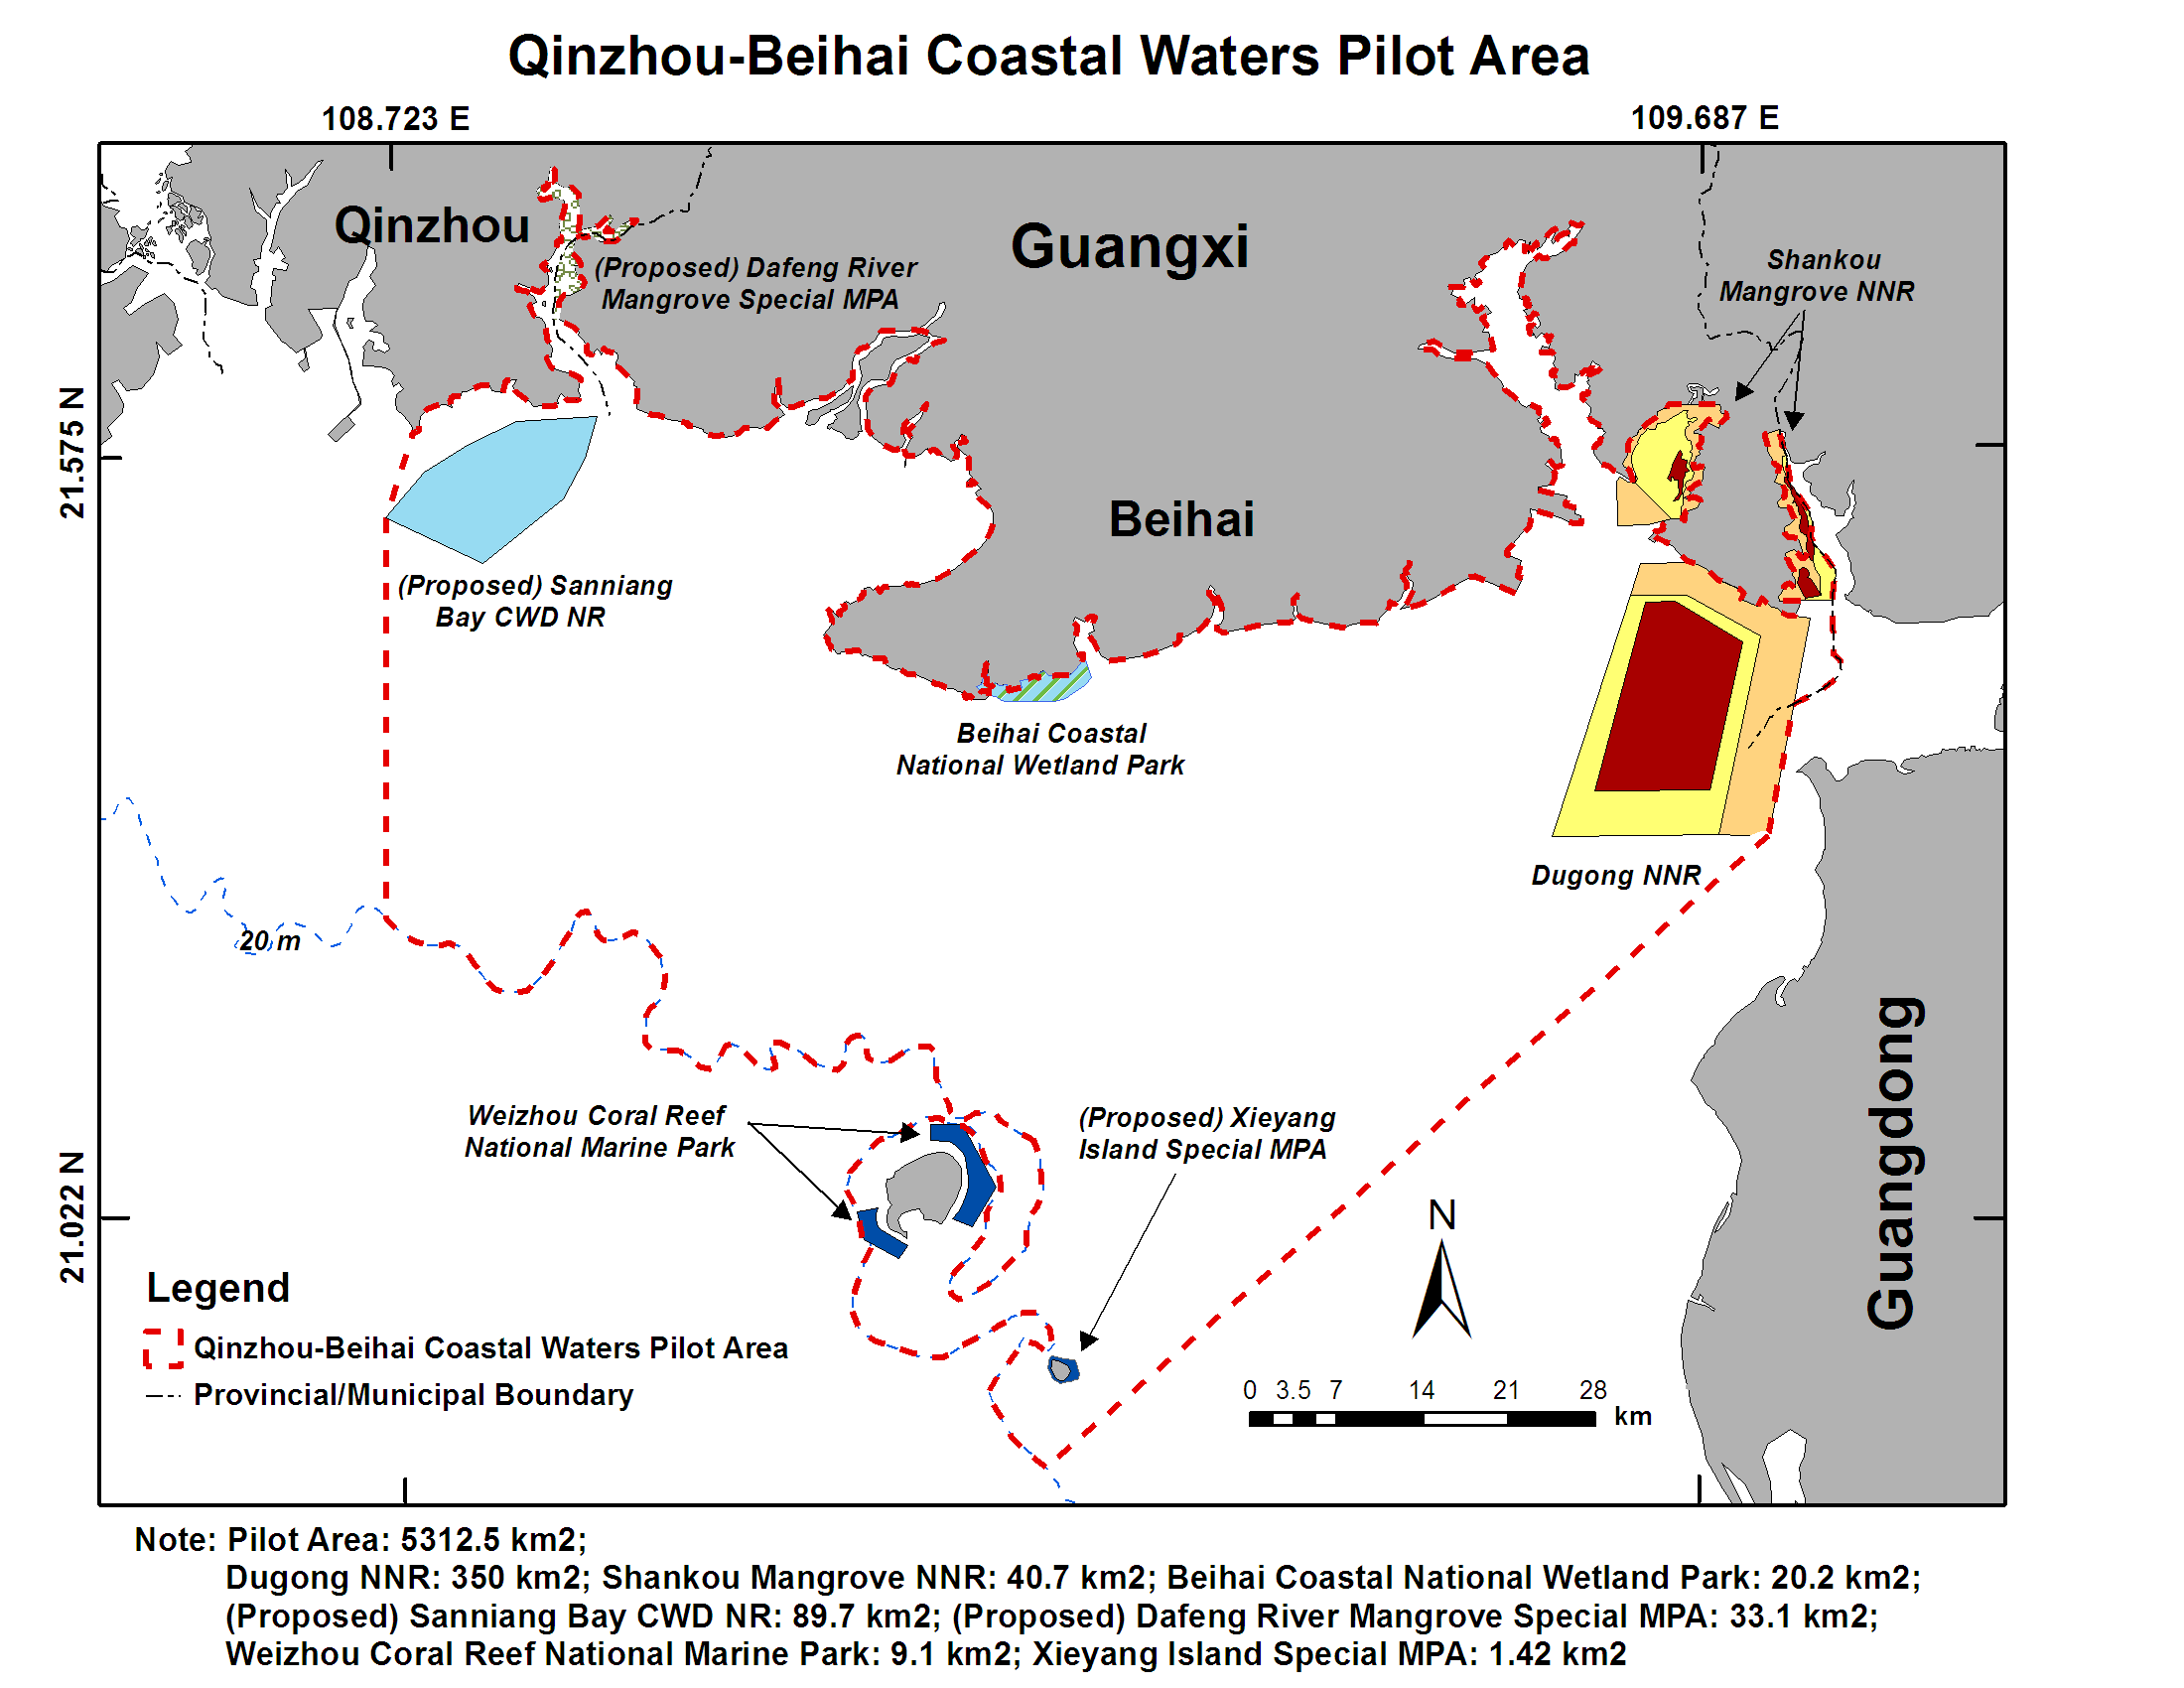 Qinzhou-Beihai Coastal Waters Pilot Area
108.723 E
109.687 E
Qinzhou
Guangxi
(Proposed) Dafeng River
Mangrove Special MPA
Shankou
Mangrove NNR
21.575 N
Beihai
(Proposed) Sanniang
Bay CWD NR
Beihai Coastal
National Wetland Park
Dugong NNR
20 m
Guangdong
Weizhou Coral Reef
National Marine Park
(Proposed) Xieyang
Island Special MPA
21.022 N
N
Legend
Qinzhou-Beihai Coastal Waters Pilot Area
Provincial/Municipal Boundary
0 3.5 7 14 21 28
km
Note: Pilot Area: 5312.5 km2;
Dugong NNR: 350 km2; Shankou Mangrove NNR: 40.7 km2; Beihai Coastal National Wetland Park: 20.2 km2;
(Proposed) Sanniang Bay CWD NR: 89.7 km2; (Proposed) Dafeng River Mangrove Special MPA: 33.1 km2;
Weizhou Coral Reef National Marine Park: 9.1 km2; Xieyang Island Special MPA: 1.42 km2